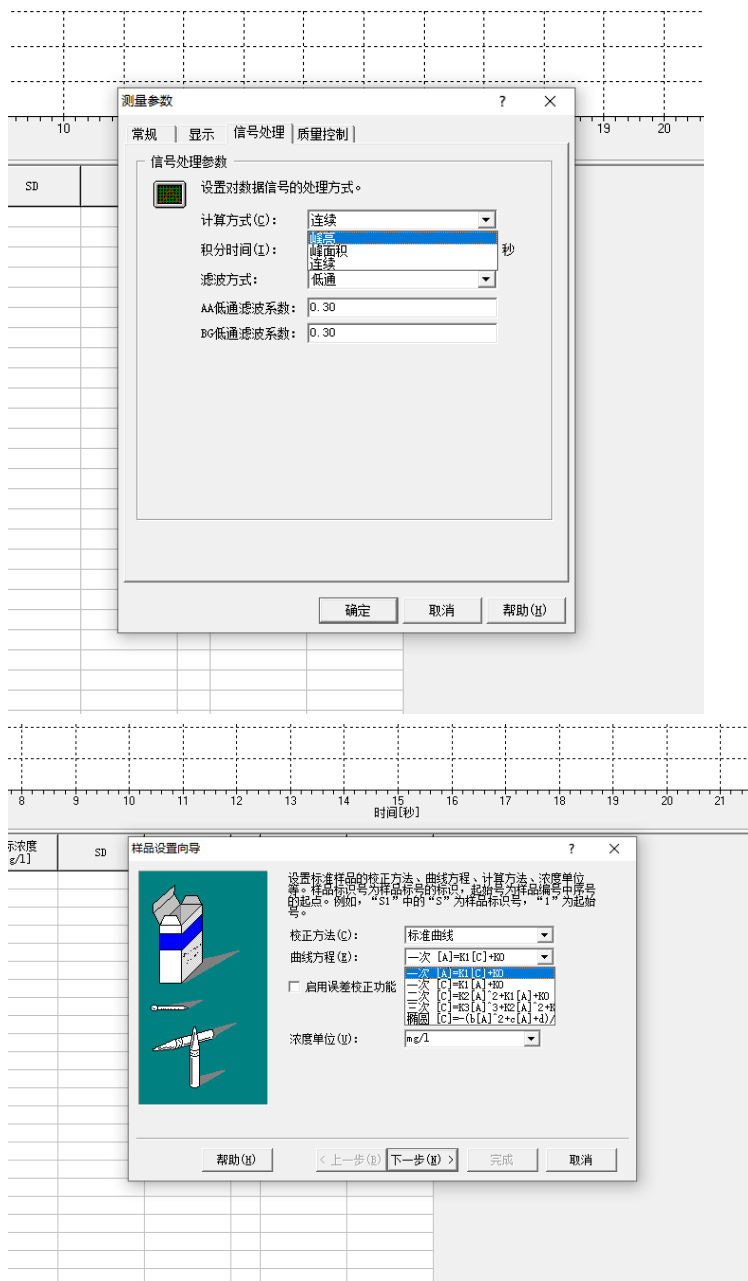 测量参数 ? ×
10 19 20
常规 显示 信号处理 质量控制
信号处理参数
SD
设置对数据信号的处理方式。
计算方式(C): 连续
峰高
积分时间(I): 峰面积 秒
连续
滤波方式: 低通
AA低通滤波系数: 0.30
BG低通滤波系数: 0.30
确定 取消 帮助(H)
8 9 10 11 12 13 14 15 16 17 18 19 20 21
时间[秒]
标浓度
g/l]
SD
样品设置向导 ? ×
设置标准样品的校正方法、曲线方程、计算方法、浓度单位
等。样品标识号为样品标号的标识，起始号为样品编号中序号
的起点。例如，“S1”中的“S”为样品标识号，“1”为起始
号。
校正方法(C): 标准曲线
曲线方程(E): 一次 [A]=K1[C]+K0
一次 [A]=K1[C]+K0
启用误差校正功能 一次 [C]=K1[A]+K0
二次 [C]=K2[A]^2+K1[A]+K0
三次 [C]=K3[A]^3+K2[A]^2+K
椭圆 [C]=-(b[A]^2+c[A]+d)/
浓度单位(U): mg/l
帮助(H) < 上一步(B) 下一步(N) > 完成 取消